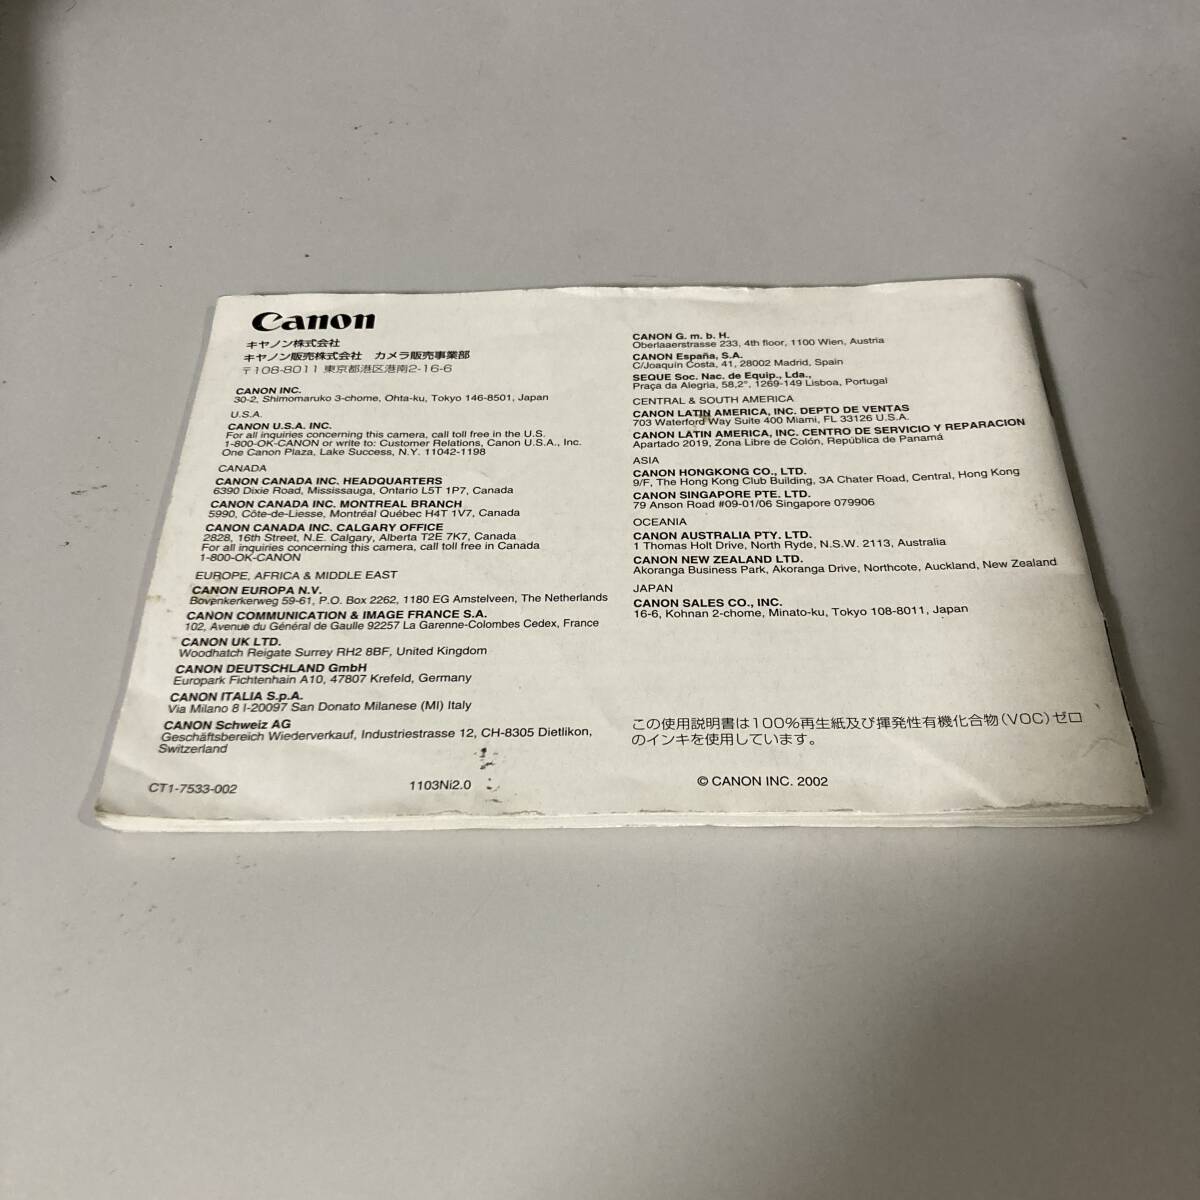 Canon
キヤノン株式会社
キヤノン販売株式会社 カメラ販売事業部
〒108-8011 東京都港区港南2-16-6
CANON INC.
30-2, Shimomaruko 3-chome, Ohta-ku, Tokyo 146-8501, Japan
U.S.A.
CANON U.S.A. INC.
For all inquiries concerning this camera, call toll free in the U.S.
1-800-OK-CANON or write to: Customer Relations, Canon U.S.A., Inc.
One Canon Plaza, Lake Success, N.Y. 11042-1198
CANADA
CANON CANADA INC. HEADQUARTERS
6390 Dixie Road, Mississauga, Ontario L5T 1P7, Canada
CANON CANADA INC. MONTREAL BRANCH
5990, Côte-de-Liesse, Montréal Québec H4T 1V7, Canada
CANON CANADA INC. CALGARY OFFICE
2828, 16th Street, N.E. Calgary, Alberta T2E 7K7, Canada
For all inquiries concerning this camera, call toll free in Canada
1-800-OK-CANON
EUROPE, AFRICA & MIDDLE EAST
CANON EUROPA N.V.
Bovenkerkerweg 59-61, P.O. Box 2262, 1180 EG Amstelveen, The Netherlands
CANON COMMUNICATION & IMAGE FRANCE S.A.
102, Avenue du Général de Gaulle 92257 La Garenne-Colombes Cedex, France
CANON UK LTD.
Woodhatch Reigate Surrey RH2 8BF, United Kingdom
CANON DEUTSCHLAND GmbH
Europark Fichtenhain A10, 47807 Krefeld, Germany
CANON ITALIA S.p.A.
Via Milano 8 I-20097 San Donato Milanese (MI) Italy
CANON Schweiz AG
Geschäftsbereich Wiederverkauf, Industriestrasse 12, CH-8305 Dietlikon,
Switzerland
CANON G. m. b. H.
Oberlaaerstrasse 233, 4th floor, 1100 Wien, Austria
CANON España, S.A.
C/Joaquín Costa, 41, 28002 Madrid, Spain
SEQUE Soc. Nac. de Equip., Lda.,
Praça da Alegria, 58,2°, 1269-149 Lisboa, Portugal
CENTRAL & SOUTH AMERICA
CANON LATIN AMERICA, INC. DEPTO DE VENTAS
703 Waterford Way Suite 400 Miami, FL 33126 U.S.A.
CANON LATIN AMERICA, INC. CENTRO DE SERVICIO Y REPARACION
Apartado 2019, Zona Libre de Colón, República de Panamá
ASIA
CANON HONGKONG CO., LTD.
9/F, The Hong Kong Club Building, 3A Chater Road, Central, Hong Kong
CANON SINGAPORE PTE. LTD.
79 Anson Road #09-01/06 Singapore 079906
OCEANIA
CANON AUSTRALIA PTY. LTD.
1 Thomas Holt Drive, North Ryde, N.S.W. 2113, Australia
CANON NEW ZEALAND LTD.
Akoranga Business Park, Akoranga Drive, Northcote, Auckland, New Zealand
JAPAN
CANON SALES CO., INC.
16-6, Kohnan 2-chome, Minato-ku, Tokyo 108-8011, Japan
この使用説明書は100%再生紙及び揮発性有機化合物(VOC)ゼロ
のインキを使用しています。
CT1-7533-002
1103Ni2.0
© CANON INC. 2002